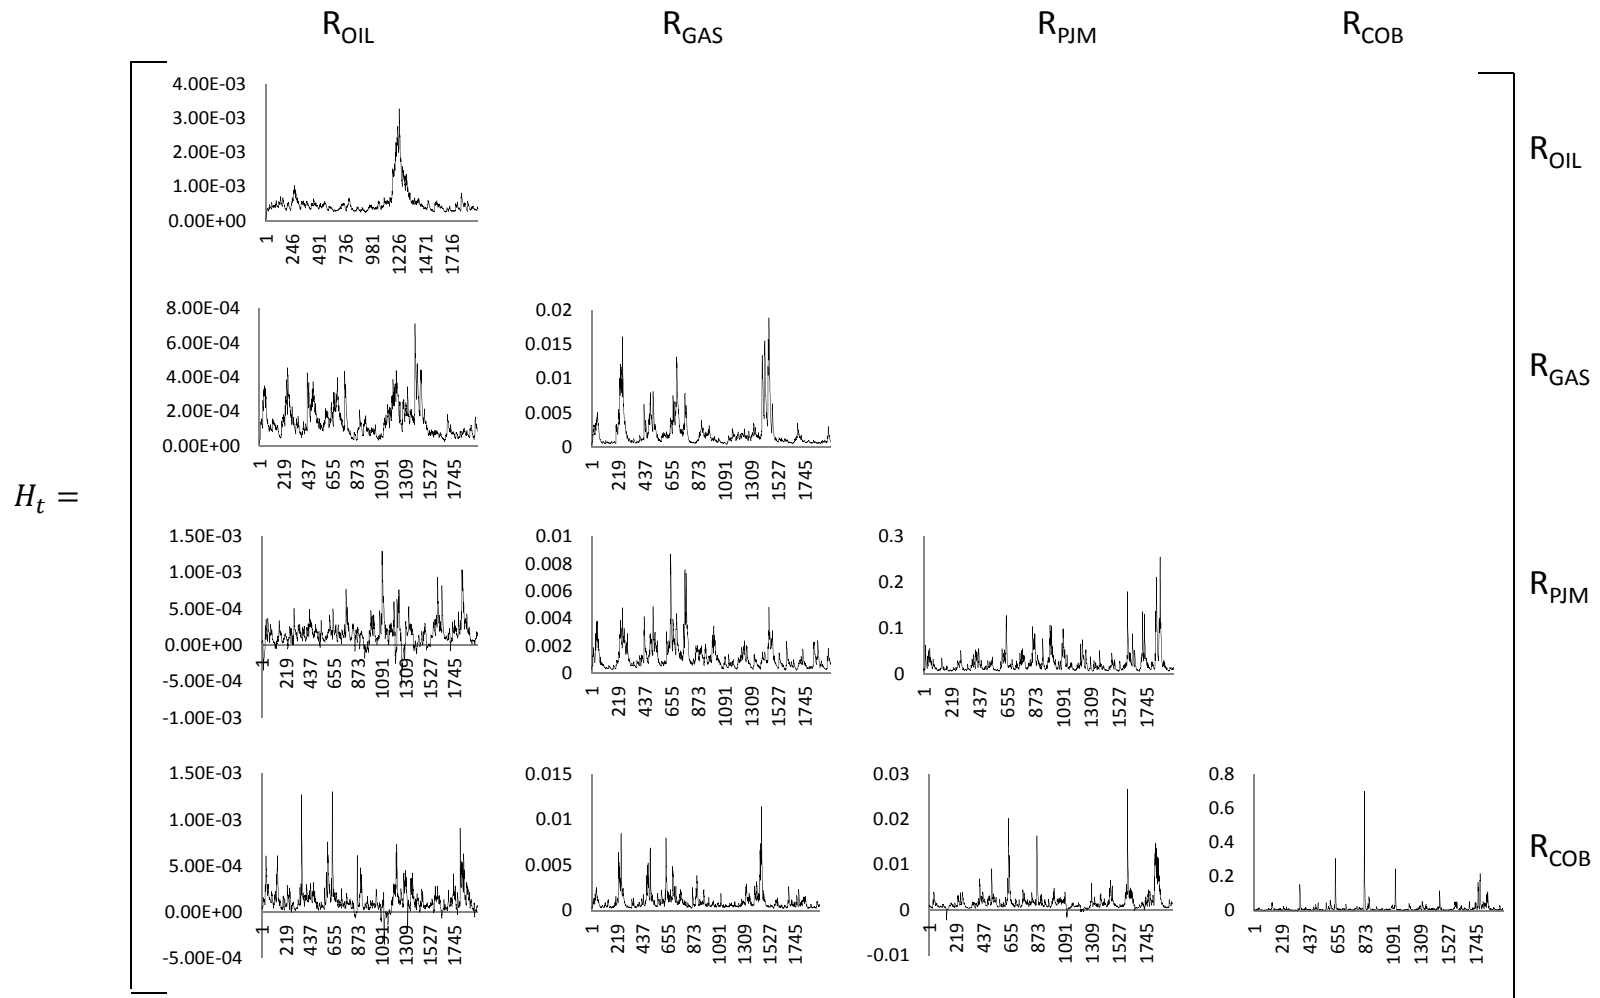 R_OIL R_GAS R_PJM R_COB
4.00E-03
3.00E-03
2.00E-03
1.00E-03
0.00E+00
1 246 491 736 981 1226 1471 1716
R_OIL
8.00E-04
6.00E-04
4.00E-04
2.00E-04
0.00E+00
1 219 437 655 873 1091 1309 1527 1745
0.02
0.015
0.01
0.005
0
1 219 437 655 873 1091 1309 1527 1745
R_GAS
H_t =
1.50E-03
1.00E-03
5.00E-04
0.00E+00
-5.00E-04
-1.00E-03
1 219 437 655 873 1091 1309 1527 1745
0.01
0.008
0.006
0.004
0.002
0
1 219 437 655 873 1091 1309 1527 1745
0.3
0.2
0.1
0
1 219 437 655 873 1091 1309 1527 1745
R_PJM
1.50E-03
1.00E-03
5.00E-04
0.00E+00
-5.00E-04
1 219 437 655 873 1091 1309 1527 1745
0.015
0.01
0.005
0
1 219 437 655 873 1091 1309 1527 1745
0.03
0.02
0.01
0
-0.01
1 219 437 655 873 1091 1309 1527 1745
0.8
0.6
0.4
0.2
0
1 219 437 655 873 1091 1309 1527 1745
R_COB